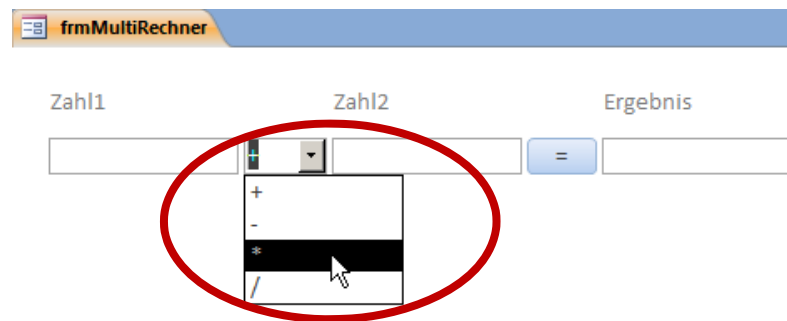 frmMultiRechner
Zahl1 Zahl2 Ergebnis
+ =
+
-
*
/